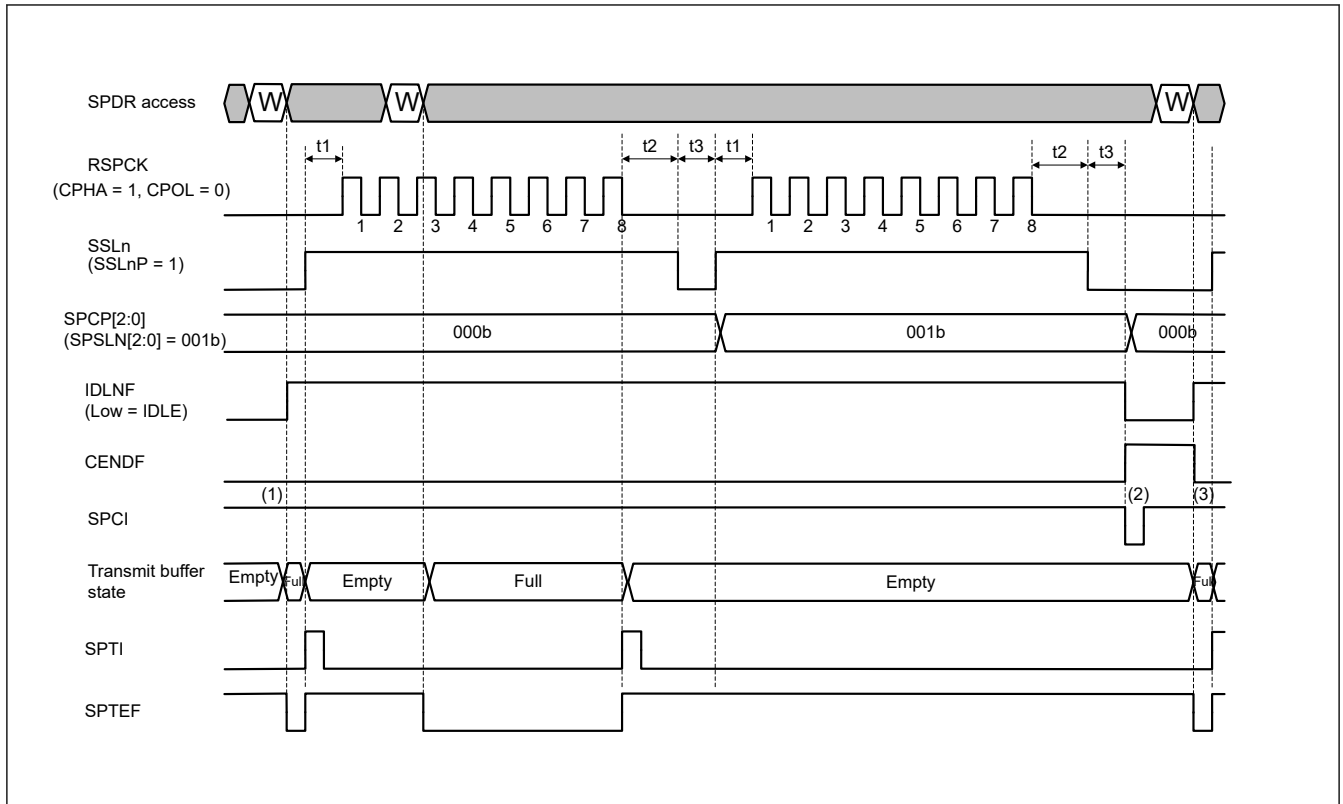 SPDR access
W W W
t1 t2 t3 t1 t2 t3
RSPCK
(CPHA = 1, CPOL = 0)
1 2 3 4 5 6 7 8 1 2 3 4 5 6 7 8
SSLn
(SSLnP = 1)
SPCP[2:0]
(SPSLN[2:0] = 001b)
000b 001b 000b
IDLNF
(Low = IDLE)
CENDF
(1) (2) (3)
SPCI
Transmit buffer
state
Empty Full Empty Full Empty Full
SPTI
SPTEF